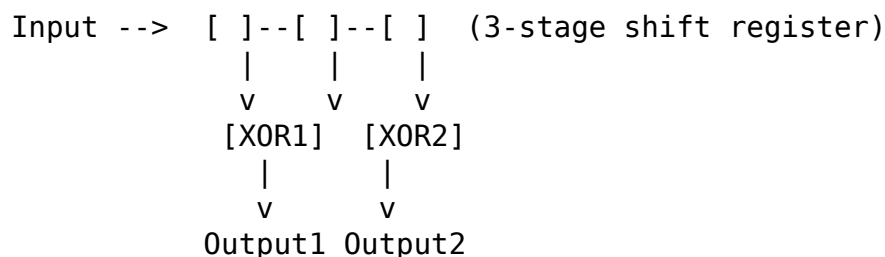 Input --> [ ]--[ ]--[ ] (3-stage shift register)
| | |
v v v
[XOR1] [XOR2]
| |
v v
Output1 Output2